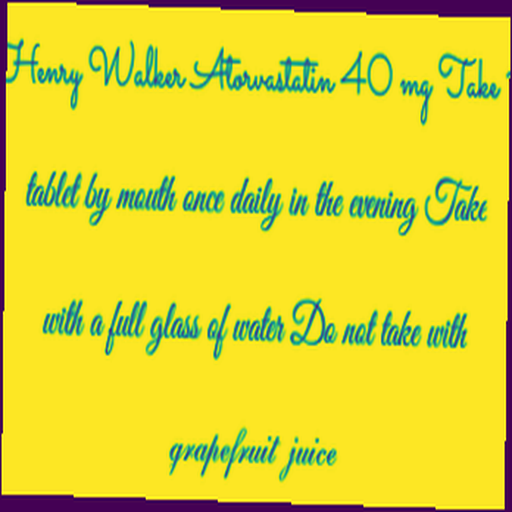 Henry Walker Atorvastatin 40 mg Take
tablet by mouth once daily in the evening Take
with a full glass of water Do not take with
grapefruit juice